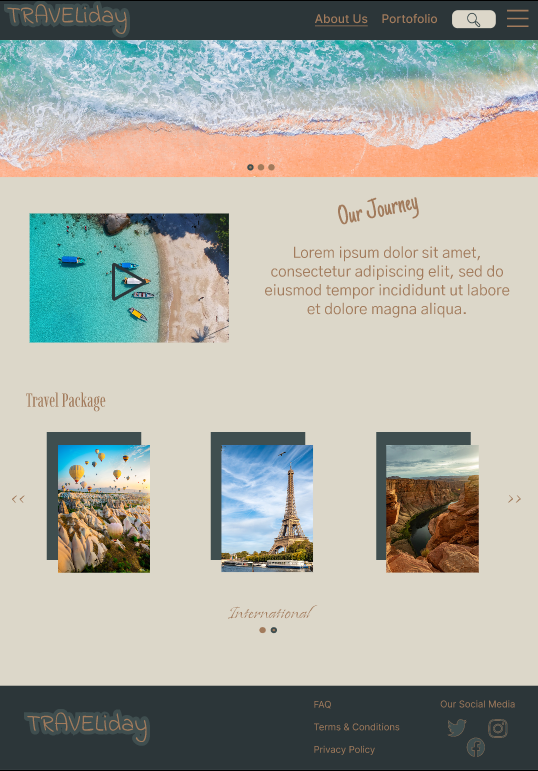 TRAVELiday
About Us
Portofolio
Our Journey
Lorem ipsum dolor sit amet,
consectetur adipiscing elit, sed do
eiusmod tempor incididunt ut labore
et dolore magna aliqua.
Travel Package
<<
>>
International
TRAVELiday
FAQ
Terms & Conditions
Privacy Policy
Our Social Media